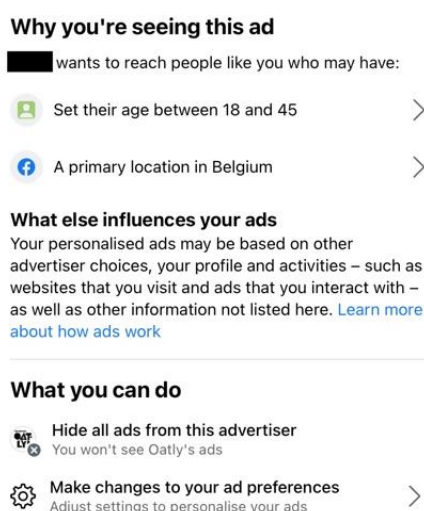 Why you're seeing this ad
wants to reach people like you who may have:
Set their age between 18 and 45
A primary location in Belgium
What else influences your ads
Your personalised ads may be based on other
advertiser choices, your profile and activities – such as
websites that you visit and ads that you interact with –
as well as other information not listed here. Learn more
about how ads work
What you can do
OATLY!
Hide all ads from this advertiser
You won't see Oatly's ads
Make changes to your ad preferences
Adjust settings to personalise your ads